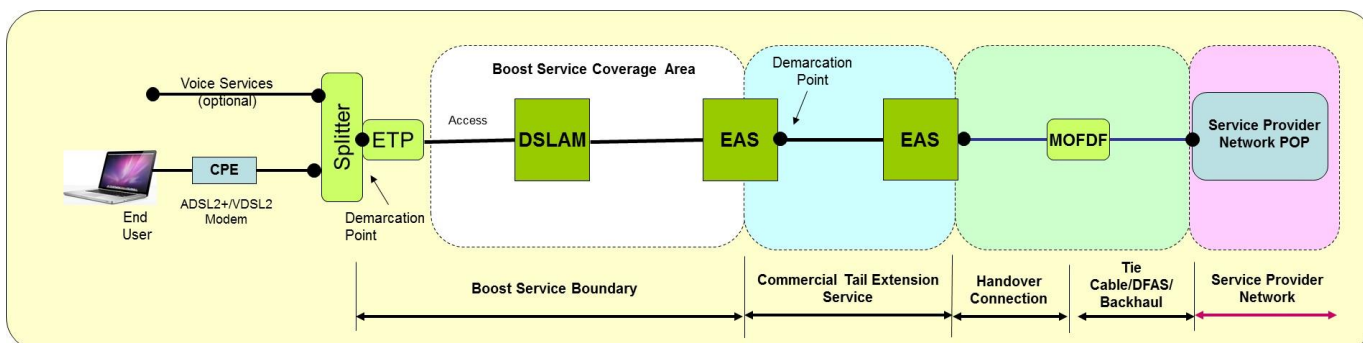 Voice Services
(optional)
CPE
ADSL2+/VDSL2
Modem
End
User
Splitter
ETP
Demarcation
Point
Boost Service Coverage Area
Access
DSLAM
EAS
Demarcation
Point
EAS
MOFDF
Service Provider
Network POP
Boost Service Boundary
Commercial Tail Extension
Service
Handover
Connection
Tie
Cable/DFAS/
Backhaul
Service Provider
Network